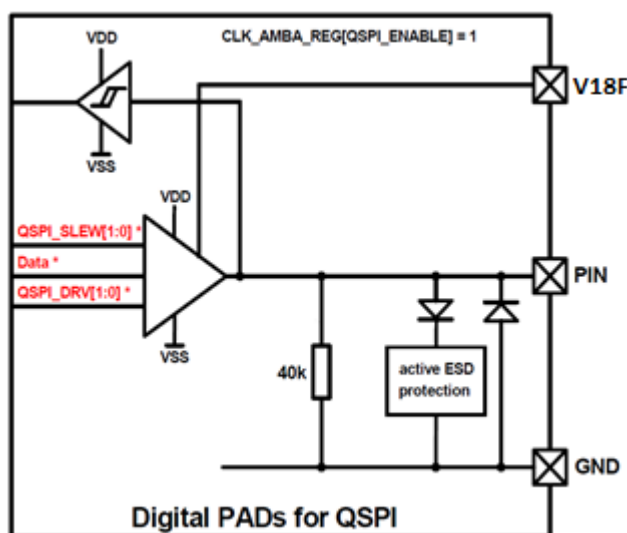 VDD
CLK_AMBA_REG[QSPI_ENABLE] = 1
V18F
VSS
VDD
QSPI_SLEW[1:0] *
Data *
QSPI_DRV[1:0] *
PIN
VSS
40k
active ESD
protection
GND
Digital PADs for QSPI